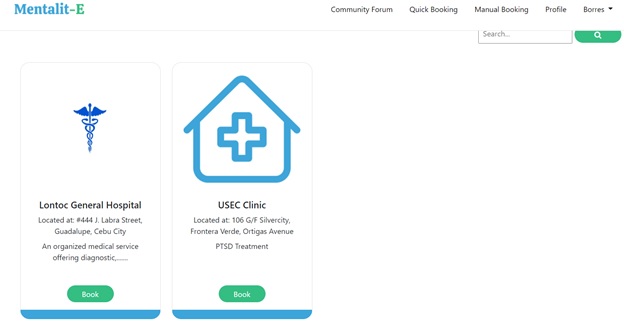 Mentalit-E
Community Forum
Quick Booking
Manual Booking
Profile
Borres
Search...
Lontoc General Hospital
Located at: #444 J. Labra Street,
Guadalupe, Cebu City
An organized medical service
offering diagnostic,......
Book
USEC Clinic
Located at: 106 G/F Silvercity,
Frontera Verde, Ortigas Avenue
PTSD Treatment
Book